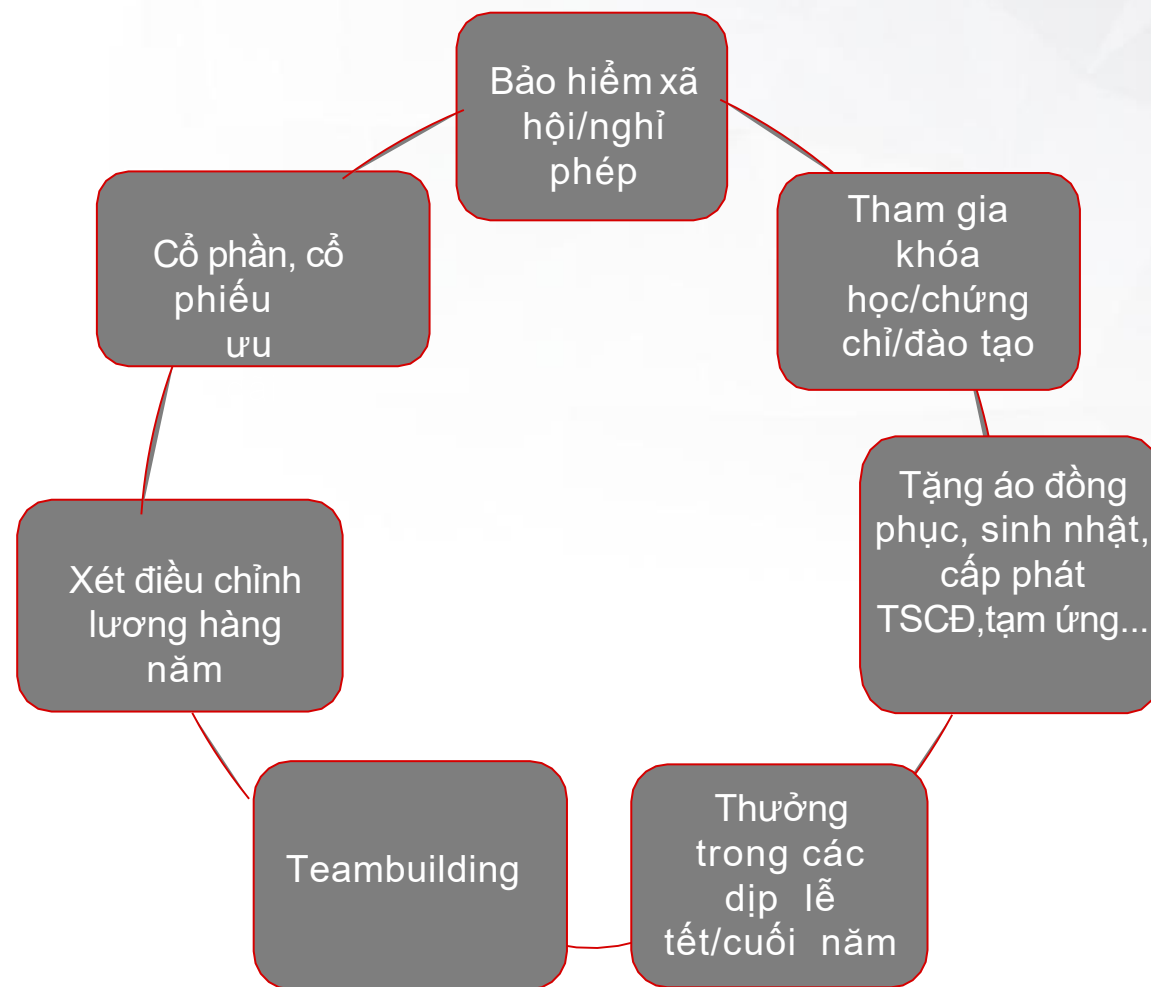 Bảo hiểm xã
hội/nghỉ
phép
Tham gia
khóa
học/chứng
chỉ/đào tạo
Tặng áo đồng
phục, sinh nhật,
cấp phát
TSCĐ,tạm ứng...
Thưởng
trong các
dịp lễ
tết/cuối năm
Teambuilding
Xét điều chỉnh
lương hàng
năm
Cổ phần, cổ
phiếu
ưu